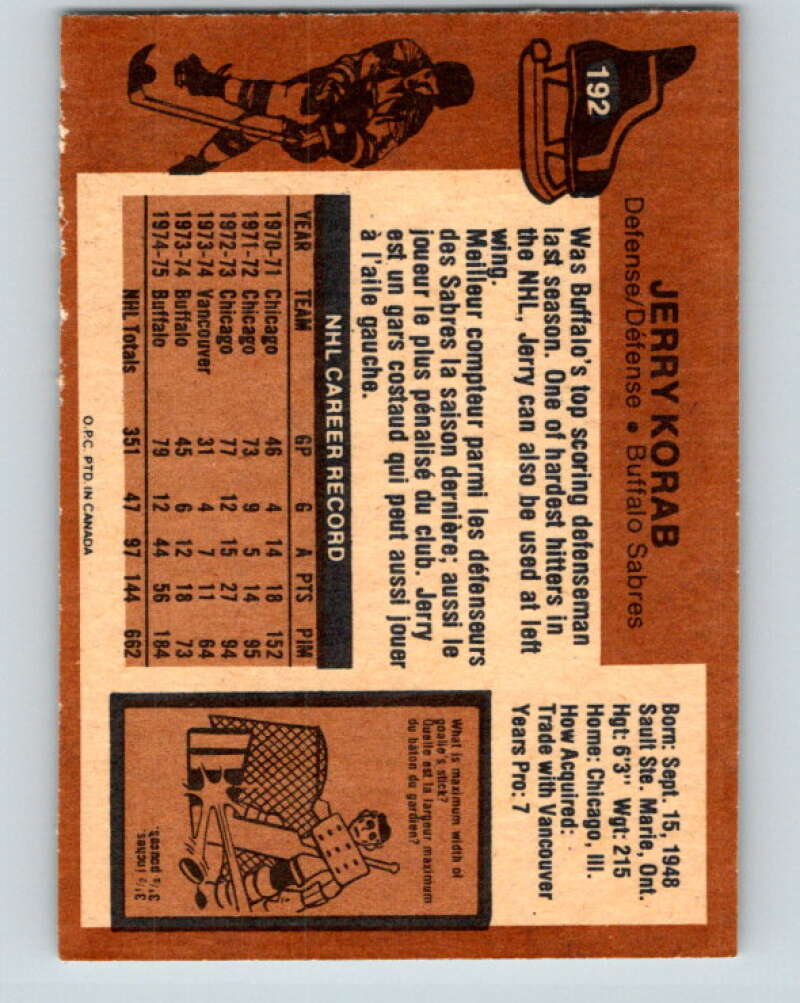 192
JERRY KORAB
Defense/Défense • Buffalo Sabres
Was Buffalo's top scoring defenseman
last season. One of hardest hitters in
the NHL, Jerry can also be used at left
wing.
Meilleur compteur parmi les défenseurs
des Sabres la saison dernière; aussi le
joueur le plus pénalisé du club. Jerry
est un gars costaud qui peut aussi jouer
à l'aile gauche.
Born: Sept. 15, 1948
Sault Ste. Marie, Ont.
Hgt: 6'3" Wgt: 215
Home: Chicago, Ill.
How Acquired:
Trade with Vancouver
Years Pro: 7
NHL CAREER RECORD
YEAR TEAM GP G A PTS PIM
1970-71 Chicago 46 4 14 18 152
1971-72 Chicago 73 9 5 14 95
1972-73 Chicago 77 12 15 27 94
1973-74 Vancouver 31 4 7 11 64
1973-74 Buffalo 45 6 12 18 73
1974-75 Buffalo 79 12 44 56 184
NHL Totals 351 47 97 144 662
What is maximum width of
goalie's stick?
Quelle est la largeur maximum
du bâton du gardien?
3½ inches.
3½ pouces.
O.P.C. PTD. IN CANADA